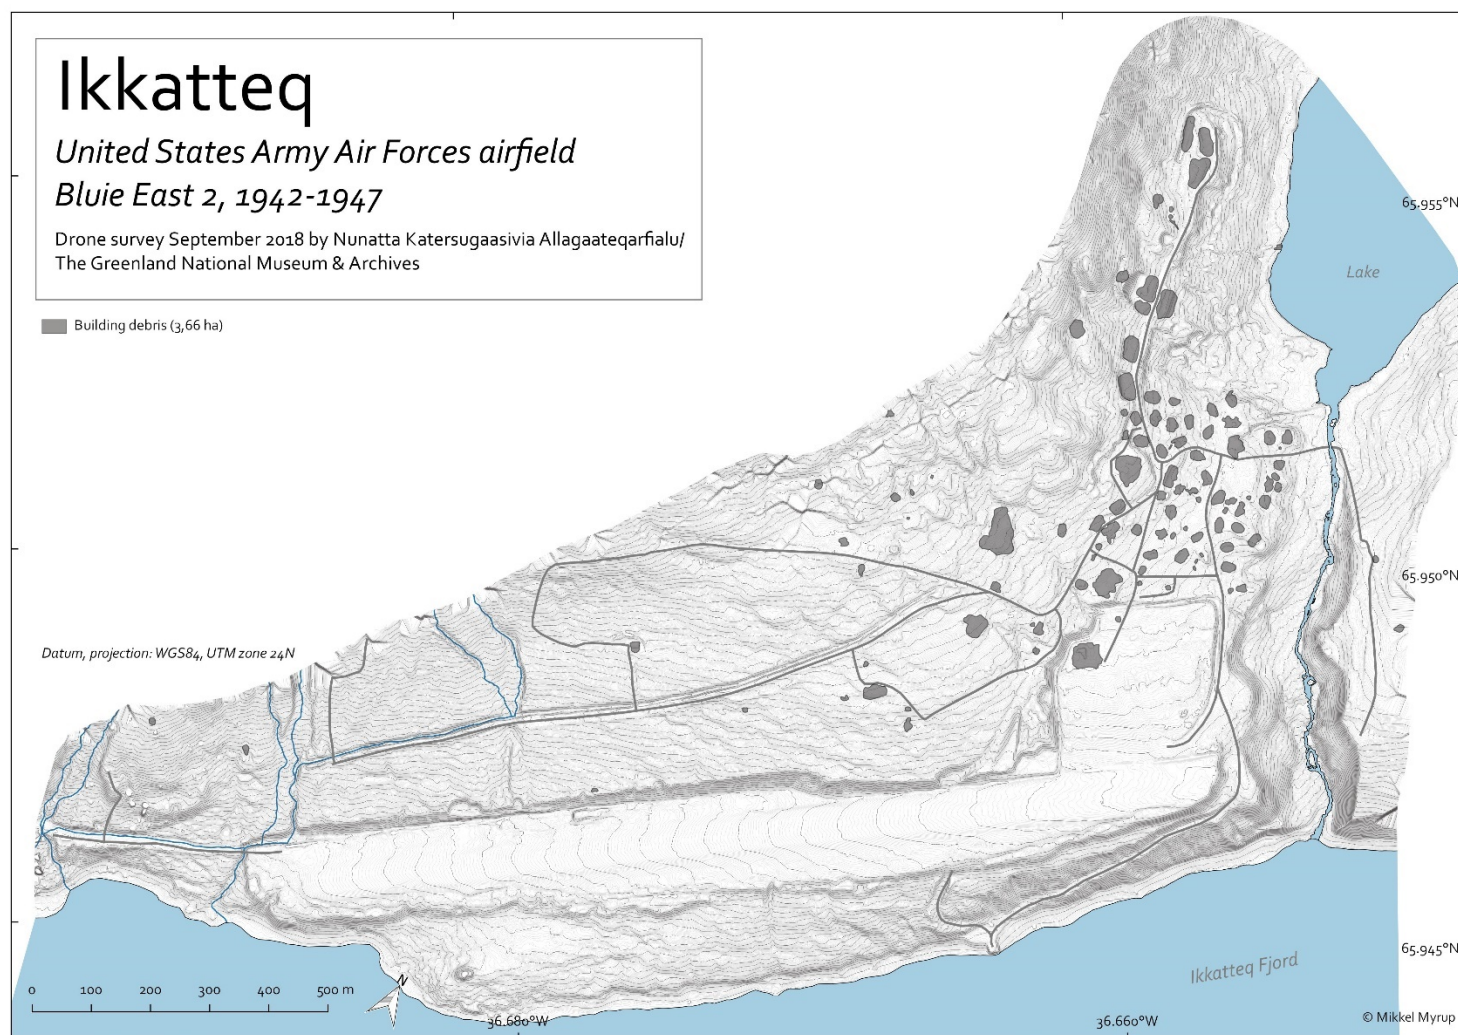 Ikkatteq
United States Army Air Forces airfield
Bluie East 2, 1942-1947
Drone survey September 2018 by Nunatta Katersugaasivia Allagaateqarfialu/
The Greenland National Museum & Archives
Building debris (3,66 ha)
65.955°N
Lake
65.950°N
Datum, projection: WGS84, UTM zone 24N
65.945°N
Ikkatteq Fjord
N
0 100 200 300 400 500 m
36.680°W
36.660°W
© Mikkel Myrup